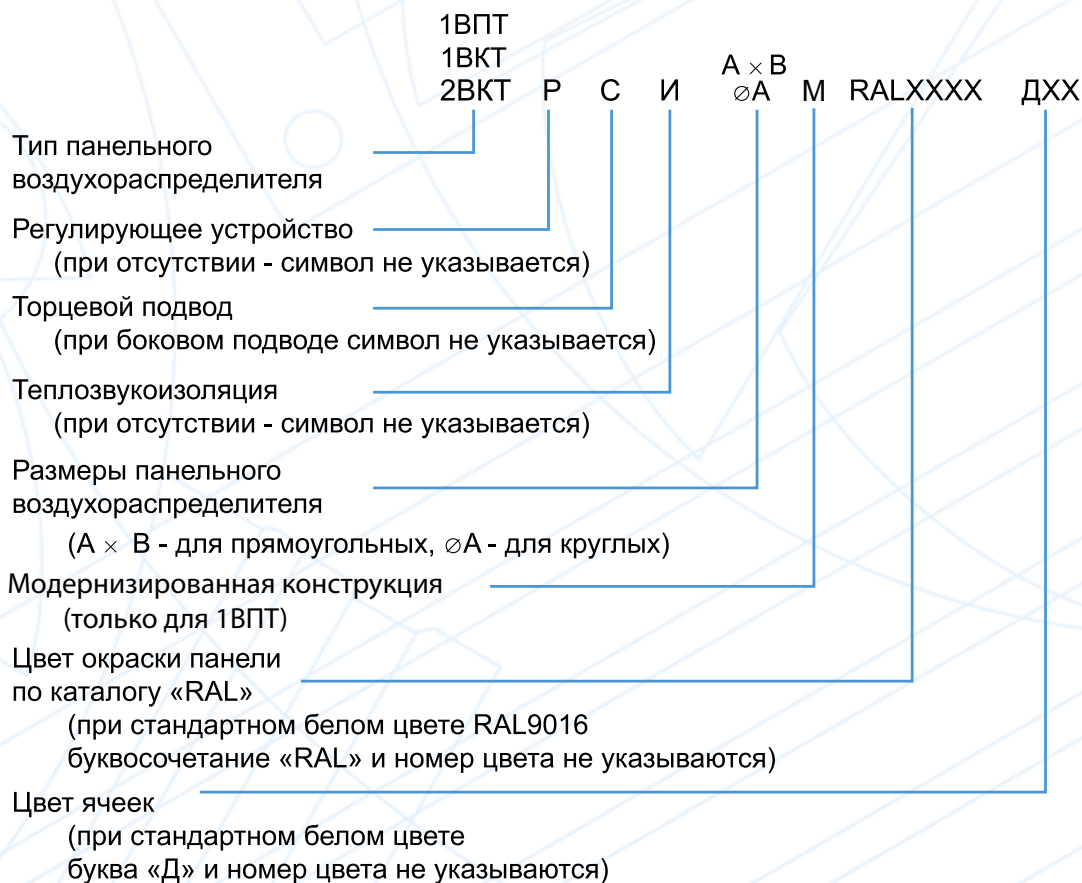 1ВПТ
1ВКТ
А × В
2ВКТ Р С И ⌀А М RALXXXX ДХХ
Тип панельного
воздухораспределителя
Регулирующее устройство
(при отсутствии - символ не указывается)
Торцевой подвод
(при боковом подводе символ не указывается)
Теплозвукоизоляция
(при отсутствии - символ не указывается)
Размеры панельного
воздухораспределителя
(А × В - для прямоугольных, ⌀А - для круглых)
Модернизированная конструкция
(только для 1ВПТ)
Цвет окраски панели
по каталогу «RAL»
(при стандартном белом цвете RAL9016
буквосочетание «RAL» и номер цвета не указываются)
Цвет ячеек
(при стандартном белом цвете
буква «Д» и номер цвета не указываются)